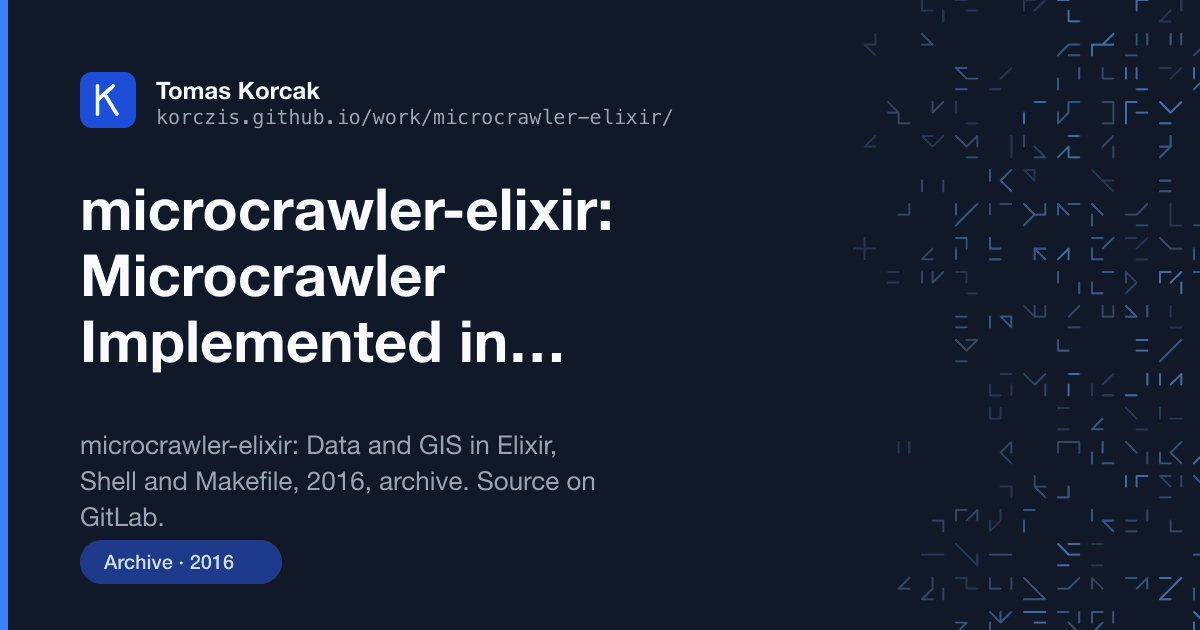 K
Tomas Korcak
korczis.github.io/work/microcrawler-elixir/
microcrawler-elixir:
Microcrawler
Implemented in…
microcrawler-elixir: Data and GIS in Elixir,
Shell and Makefile, 2016, archive. Source on
GitLab.
Archive · 2016